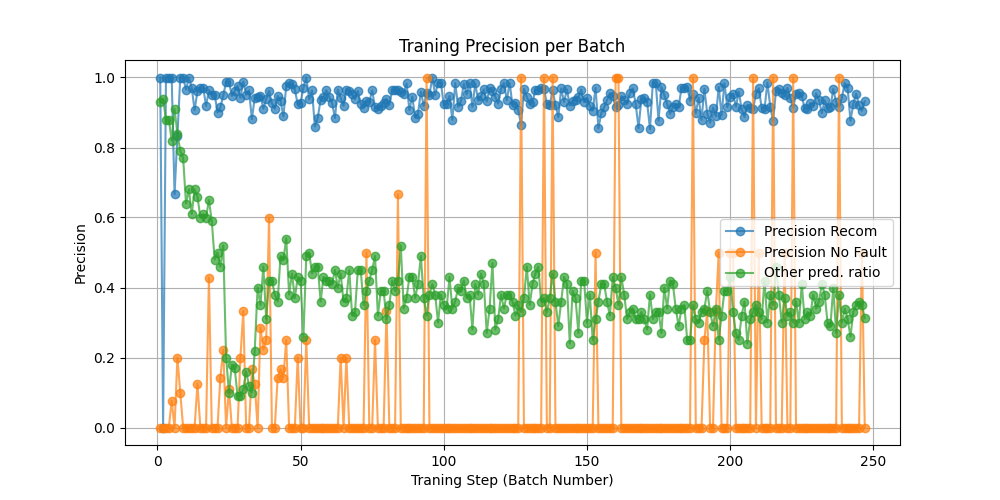 Traning Precision per Batch
Precision
1.0
0.8
0.6
0.4
0.2
0.0
Precision Recom
Precision No Fault
Other pred. ratio
0
50
100
150
200
250
Traning Step (Batch Number)